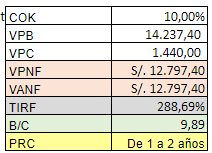 t
COK 10,00%
VPB 14.237,40
VPC 1.440,00
VPNF S/. 12.797,40
VANF S/. 12.797,40
TIRF 288,69%
B/C 9,89
PRC De 1 a 2 años